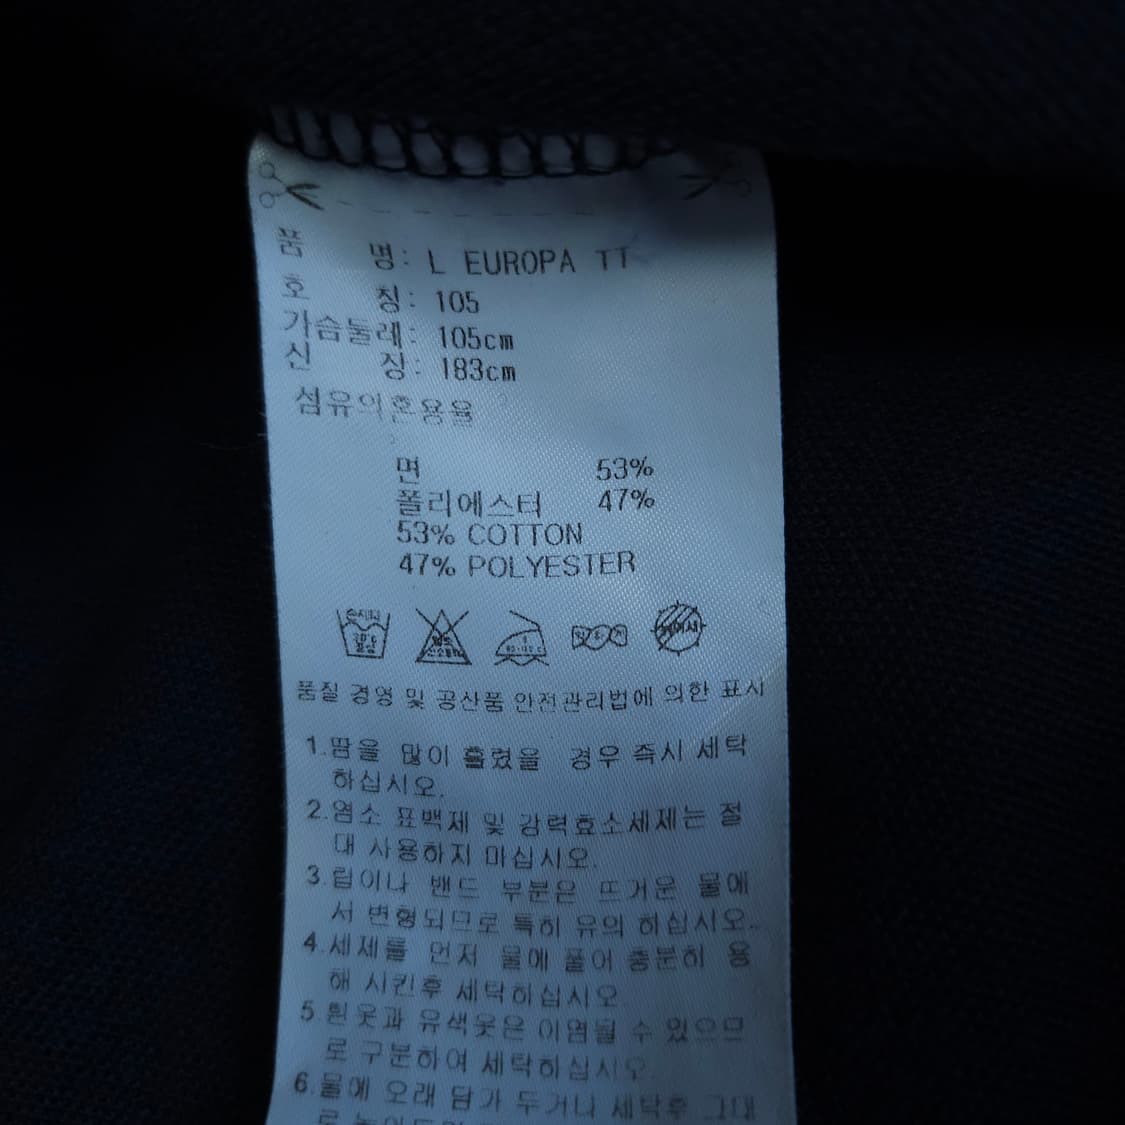 품 명: L EUROPA TT
호 칭: 105
가슴둘레: 105cm
신 장: 183cm
섬유의혼용율
면 53%
폴리에스터 47%
53% COTTON
47% POLYESTER
품질 경영 및 공산품 안전관리법에 의한 표시
1.땀을 많이 흘렸을 경우 즉시 세탁
하십시오.
2.염소 표백제 및 강력효소세제는 절
대 사용하지 마십시오.
3.립이나 밴드 부분은 뜨거운 물에
서 변형되므로 특히 유의 하십시오.
4.세제를 먼저 물에 풀어 충분히 용
해 시킨후 세탁하십시오
5 흰옷과 유색옷은 이염될 수 있으므
로 구분하여 세탁하십시오.
6.물에 오래 담가 두거나 세탁후 그대